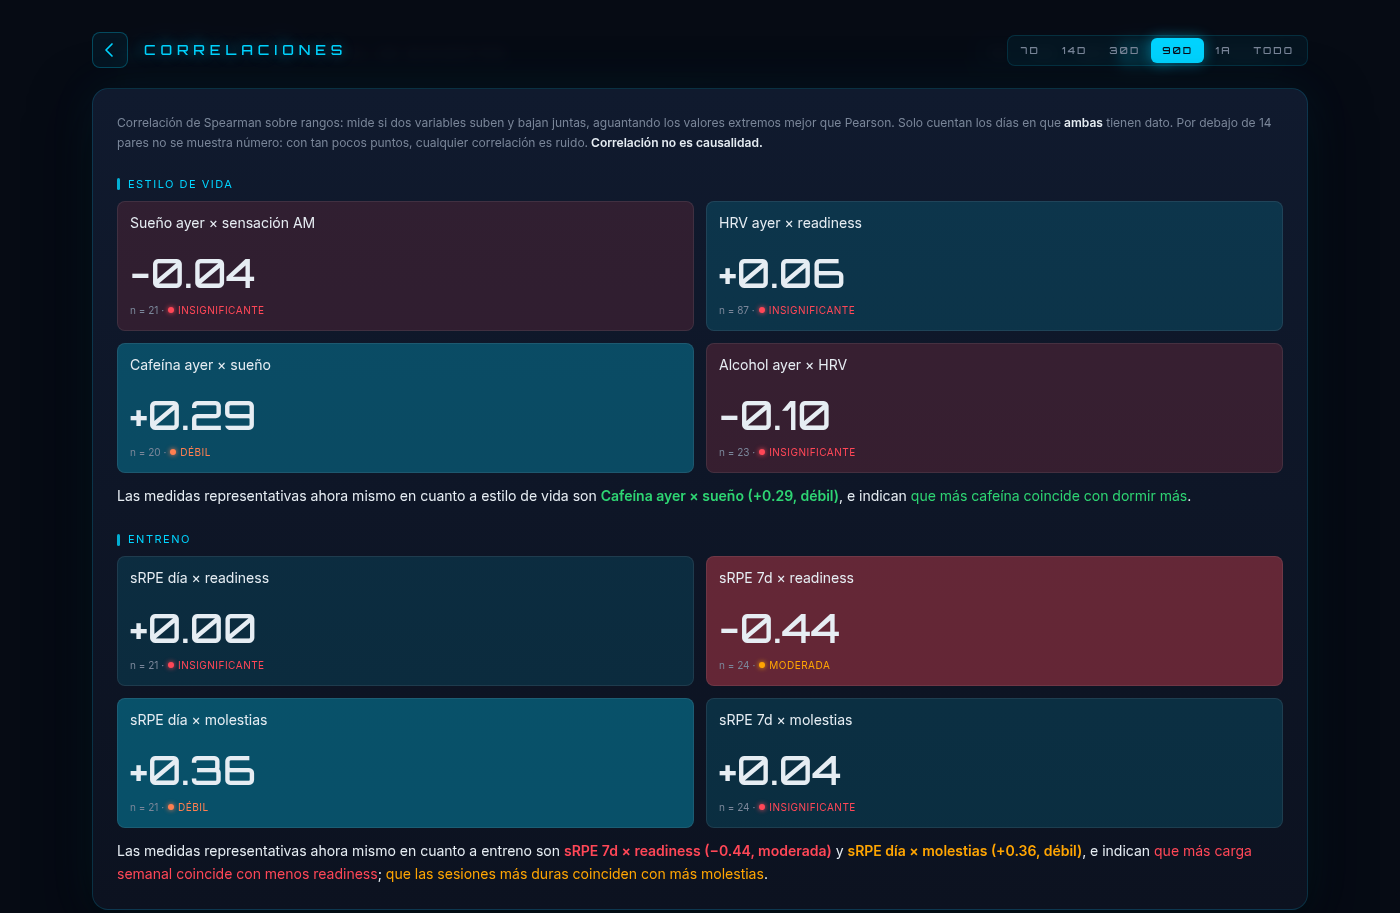 CORRELACIONES
7D 14D 30D 90D 1A TODO
Correlación de Spearman sobre rangos: mide si dos variables suben y bajan juntas, aguantando los valores extremos mejor que Pearson. Solo cuentan los días en que ambas tienen dato. Por debajo de 14
pares no se muestra número: con tan pocos puntos, cualquier correlación es ruido. Correlación no es causalidad.
ESTILO DE VIDA
Sueño ayer × sensación AM
−0.04
n = 21 · INSIGNIFICANTE
HRV ayer × readiness
+0.06
n = 87 · INSIGNIFICANTE
Cafeína ayer × sueño
+0.29
n = 20 · DÉBIL
Alcohol ayer × HRV
−0.10
n = 23 · INSIGNIFICANTE
Las medidas representativas ahora mismo en cuanto a estilo de vida son Cafeína ayer × sueño (+0.29, débil), e indican que más cafeína coincide con dormir más.
ENTRENO
sRPE día × readiness
+0.00
n = 21 · INSIGNIFICANTE
sRPE 7d × readiness
−0.44
n = 24 · MODERADA
sRPE día × molestias
+0.36
n = 21 · DÉBIL
sRPE 7d × molestias
+0.04
n = 24 · INSIGNIFICANTE
Las medidas representativas ahora mismo en cuanto a entreno son sRPE 7d × readiness (−0.44, moderada) y sRPE día × molestias (+0.36, débil), e indican que más carga
semanal coincide con menos readiness; que las sesiones más duras coinciden con más molestias.